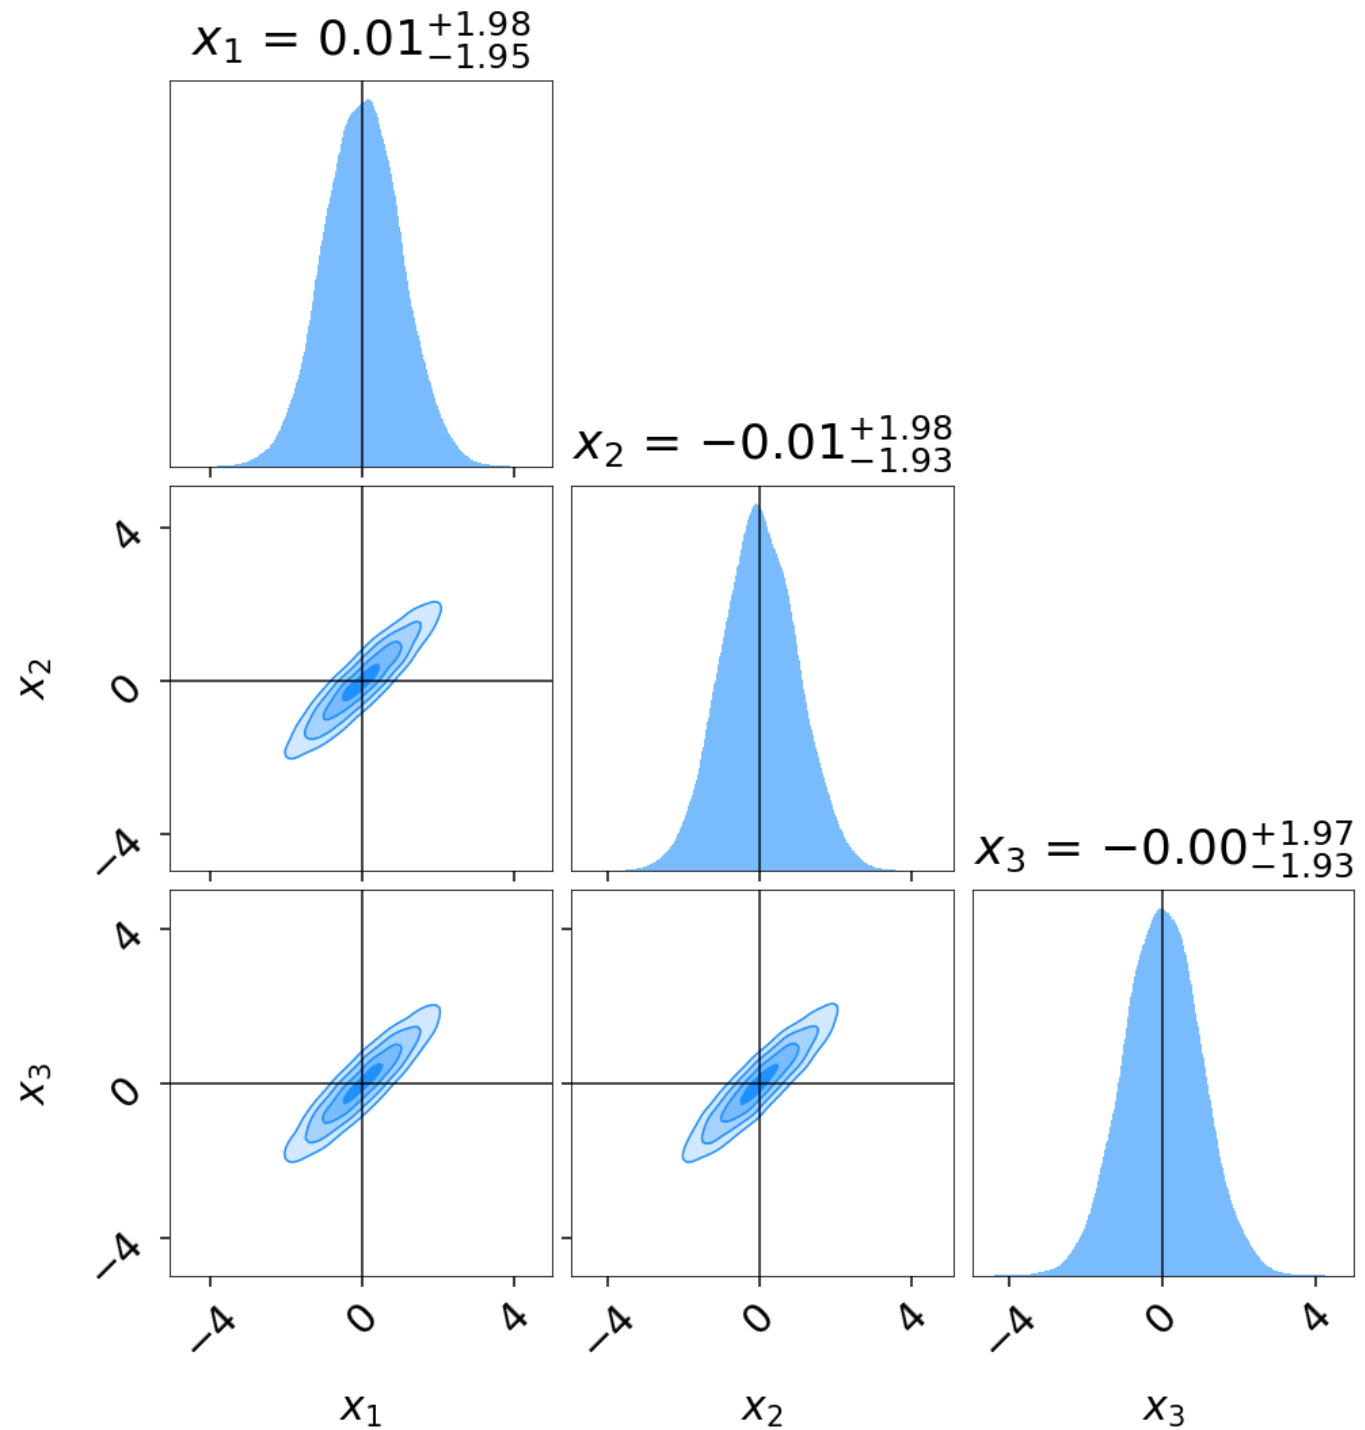 x₁ = 0.01⁺¹·⁹⁸₋₁.₉₅
x₂ = −0.01⁺¹·⁹⁸₋₁.₉₃
4
0
−4
x₂
x₃ = −0.00⁺¹·⁹⁷₋₁.₉₃
4
0
−4
x₃
−4 0 4 −4 0 4 −4 0 4
x₁ x₂ x₃